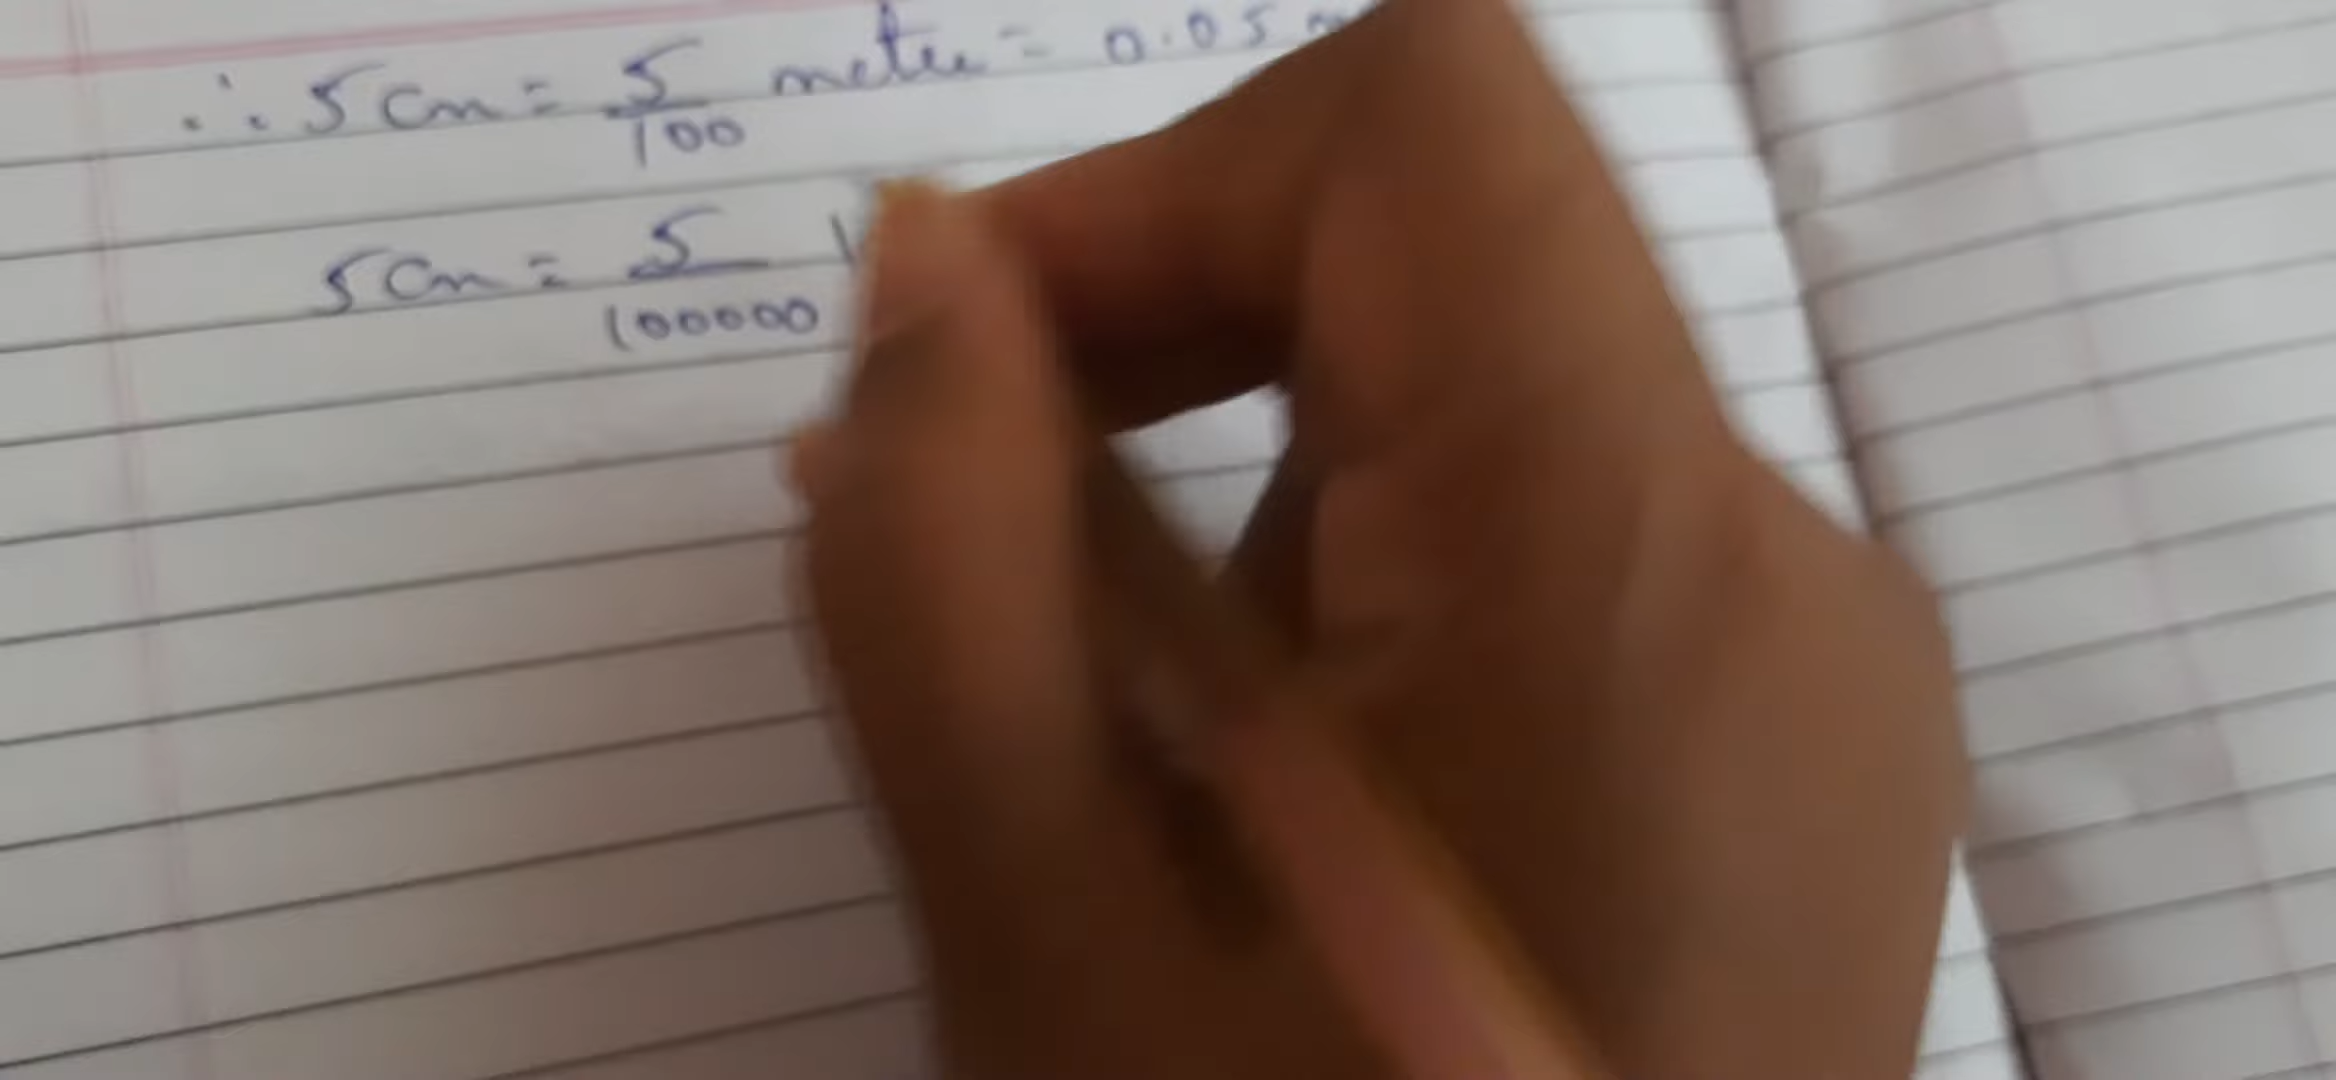 ∴ 5 cm = 5/100 metre = 0.05 m
5 cm = 5/100000